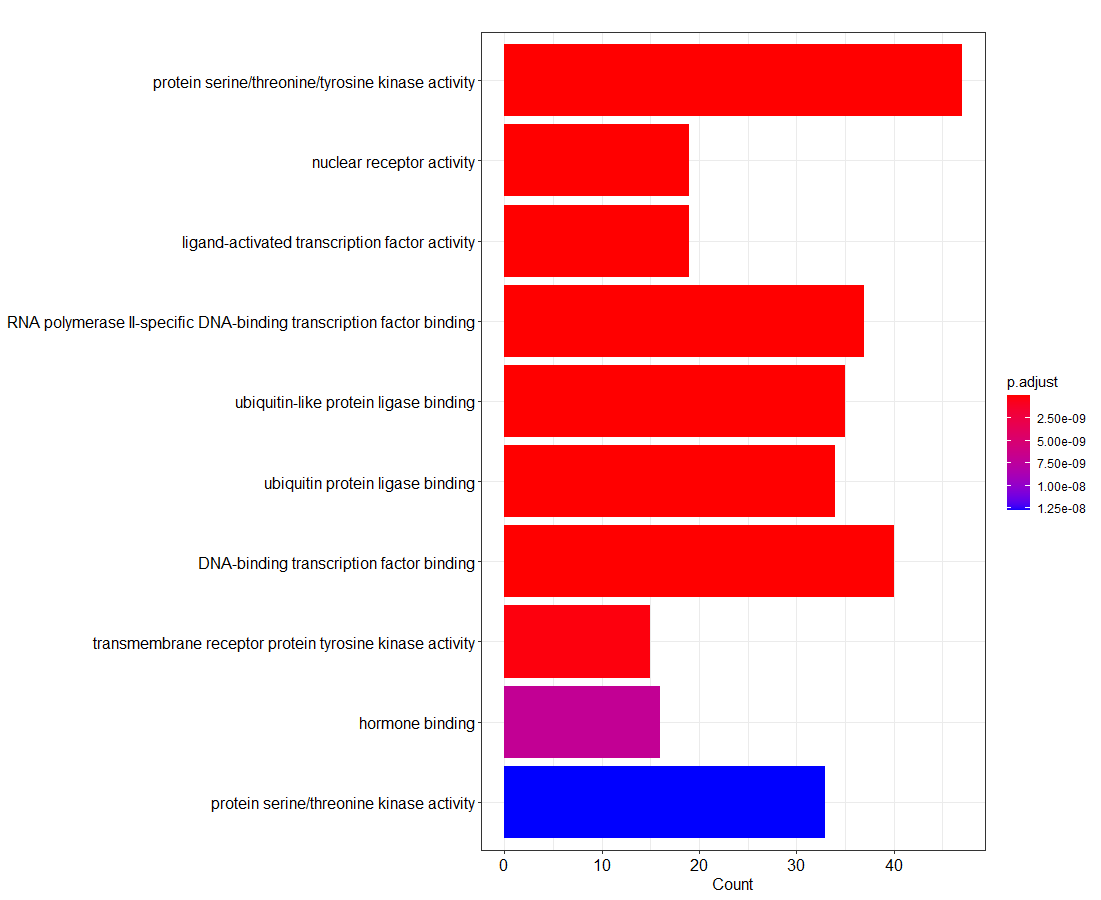 protein serine/threonine/tyrosine kinase activity
nuclear receptor activity
ligand-activated transcription factor activity
RNA polymerase II-specific DNA-binding transcription factor binding
ubiquitin-like protein ligase binding
ubiquitin protein ligase binding
DNA-binding transcription factor binding
transmembrane receptor protein tyrosine kinase activity
hormone binding
protein serine/threonine kinase activity
0 10 20 30 40
Count
p.adjust
2.50e-09
5.00e-09
7.50e-09
1.00e-08
1.25e-08